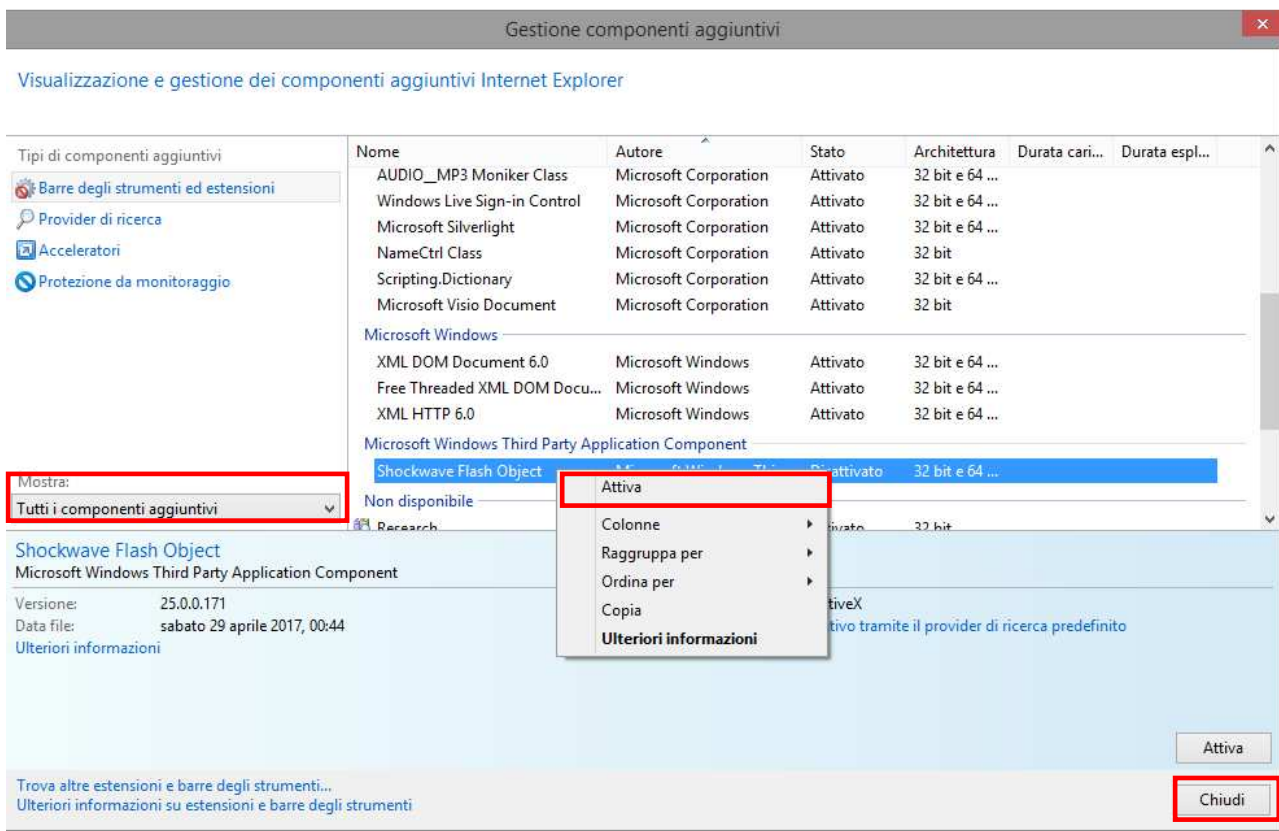 Gestione componenti aggiuntivi
Visualizzazione e gestione dei componenti aggiuntivi Internet Explorer
Tipi di componenti aggiuntivi
Barre degli strumenti ed estensioni
Provider di ricerca
Acceleratori
Protezione da monitoraggio
Mostra:
Tutti i componenti aggiuntivi
Nome Autore Stato Architettura Durata cari... Durata espl...
AUDIO__MP3 Moniker Class Microsoft Corporation Attivato 32 bit e 64 ...
Windows Live Sign-in Control Microsoft Corporation Attivato 32 bit e 64 ...
Microsoft Silverlight Microsoft Corporation Attivato 32 bit e 64 ...
NameCtrl Class Microsoft Corporation Attivato 32 bit
Scripting.Dictionary Microsoft Corporation Attivato 32 bit e 64 ...
Microsoft Visio Document Microsoft Corporation Attivato 32 bit
Microsoft Windows
XML DOM Document 6.0 Microsoft Windows Attivato 32 bit e 64 ...
Free Threaded XML DOM Docu... Microsoft Windows Attivato 32 bit e 64 ...
XML HTTP 6.0 Microsoft Windows Attivato 32 bit e 64 ...
Microsoft Windows Third Party Application Component
Shockwave Flash Object 32 bit e 64 ...
Non disponibile
Research 32 bit
Attiva
Colonne
Raggruppa per
Ordina per
Copia
Ulteriori informazioni
Shockwave Flash Object
Microsoft Windows Third Party Application Component
Versione: 25.0.0.171
Data file: sabato 29 aprile 2017, 00:44
Ulteriori informazioni
tiveX
tivo tramite il provider di ricerca predefinito
Attiva
Trova altre estensioni e barre degli strumenti...
Ulteriori informazioni su estensioni e barre degli strumenti
Chiudi